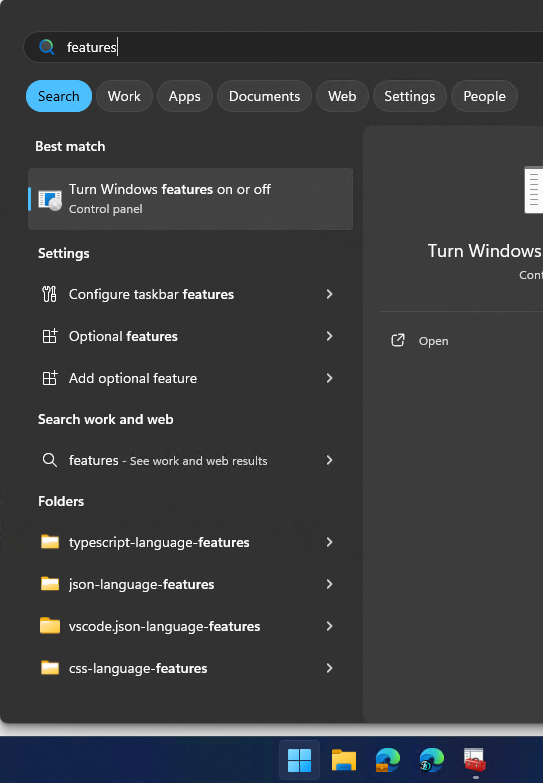 features
Search Work Apps Documents Web Settings People
Best match
Turn Windows features on or off
Control panel
Turn Windows
Cont
Open
Settings
Configure taskbar features
Optional features
Add optional feature
Search work and web
features - See work and web results
Folders
typescript-language-features
json-language-features
vscode.json-language-features
css-language-features